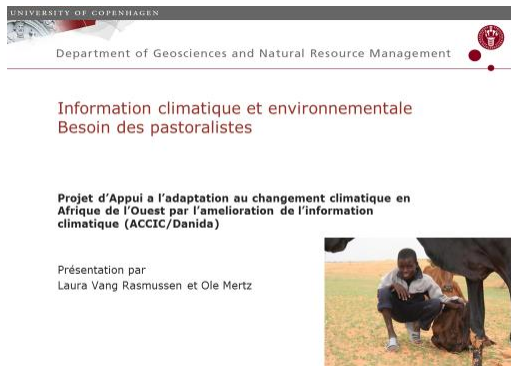 UNIVERSITY OF COPENHAGEN
Department of Geosciences and Natural Resource Management
Information climatique et environnementale
Besoin des pastoralistes
Projet d'Appui a l'adaptation au changement climatique en
Afrique de l'Ouest par l'amelioration de l'information
climatique (ACCIC/Danida)
Présentation par
Laura Vang Rasmussen et Ole Mertz